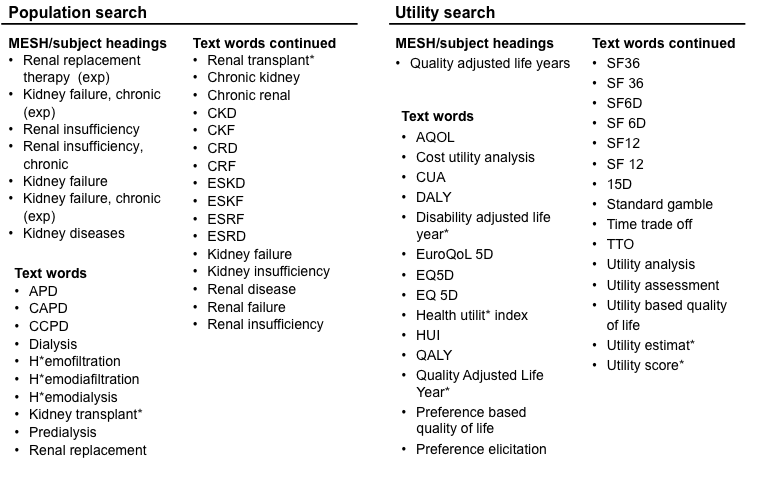 Population search
MESH/subject headings
• Renal replacement
therapy (exp)
• Kidney failure, chronic
(exp)
• Renal insufficiency
• Renal insufficiency,
chronic
• Kidney failure
• Kidney failure, chronic
(exp)
• Kidney diseases
Text words
• APD
• CAPD
• CCPD
• Dialysis
• H*emofiltration
• H*emodiafiltration
• H*emodialysis
• Kidney transplant*
• Predialysis
• Renal replacement
Text words continued
• Renal transplant*
• Chronic kidney
• Chronic renal
• CKD
• CKF
• CRD
• CRF
• ESKD
• ESKF
• ESRF
• ESRD
• Kidney failure
• Kidney insufficiency
• Renal disease
• Renal failure
• Renal insufficiency
Utility search
MESH/subject headings
• Quality adjusted life years
Text words
• AQOL
• Cost utility analysis
• CUA
• DALY
• Disability adjusted life
year*
• EuroQoL 5D
• EQ5D
• EQ 5D
• Health utilit* index
• HUI
• QALY
• Quality Adjusted Life
Year*
• Preference based
quality of life
• Preference elicitation
Text words continued
• SF36
• SF 36
• SF6D
• SF 6D
• SF12
• SF 12
• 15D
• Standard gamble
• Time trade off
• TTO
• Utility analysis
• Utility assessment
• Utility based quality
of life
• Utility estimat*
• Utility score*